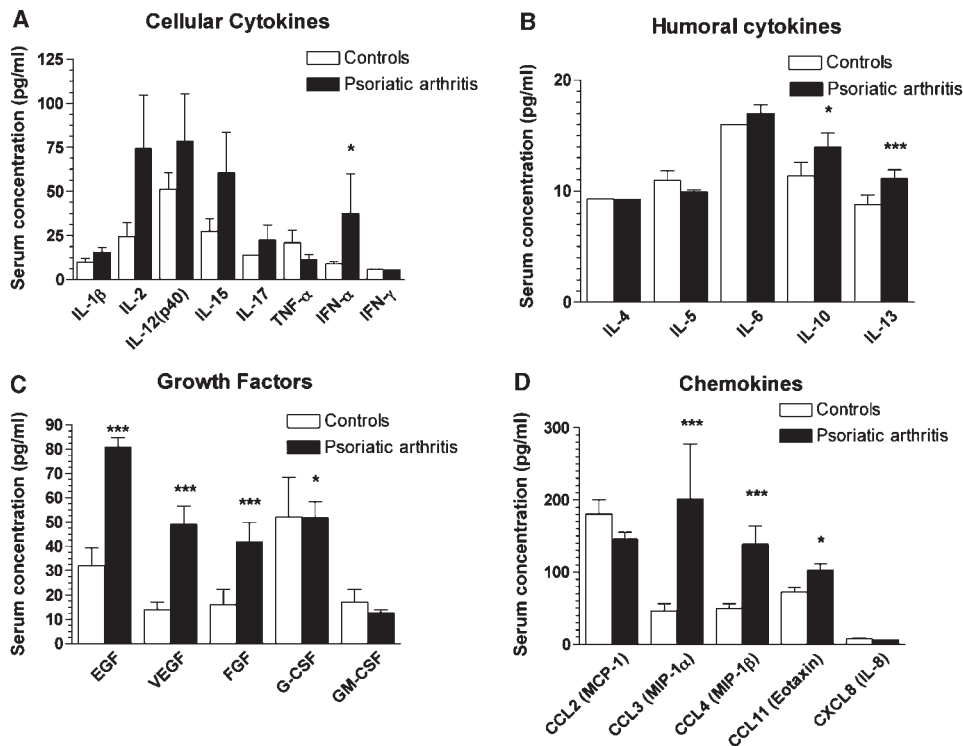 A
Cellular Cytokines
Controls
Psoriatic arthritis
Serum concentration (pg/ml)
125
100
75
50
25
0
*
IL-1β
IL-2
IL-12(p40)
IL-15
IL-17
TNF-α
IFN-α
IFN-γ
B
Humoral cytokines
Controls
Psoriatic arthritis
Serum concentration (pg/ml)
20
10
0
*
***
IL-4
IL-5
IL-6
IL-10
IL-13
C
Growth Factors
Controls
Psoriatic arthritis
Serum concentration (pg/ml)
90
80
70
60
50
40
30
20
10
0
***
***
***
*
EGF
VEGF
FGF
G-CSF
GM-CSF
D
Chemokines
Controls
Psoriatic arthritis
Serum concentration (pg/ml)
300
200
100
0
***
***
*
CCL2 (MCP-1)
CCL3 (MIP-1α)
CCL4 (MIP-1β)
CCL11 (Eotaxin)
CXCL8 (IL-8)